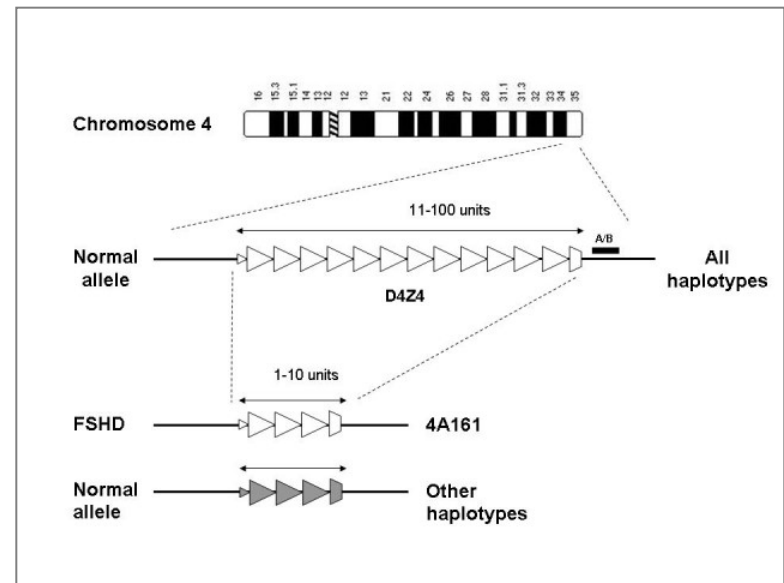 16 15.3 15.1 14 13 12 12 13 21 22 24 26 27 28 31.1 31.3 32 33 34 35
Chromosome 4
11-100 units
A/B
Normal allele
All haplotypes
D4Z4
1-10 units
FSHD
4A161
Normal allele
Other haplotypes